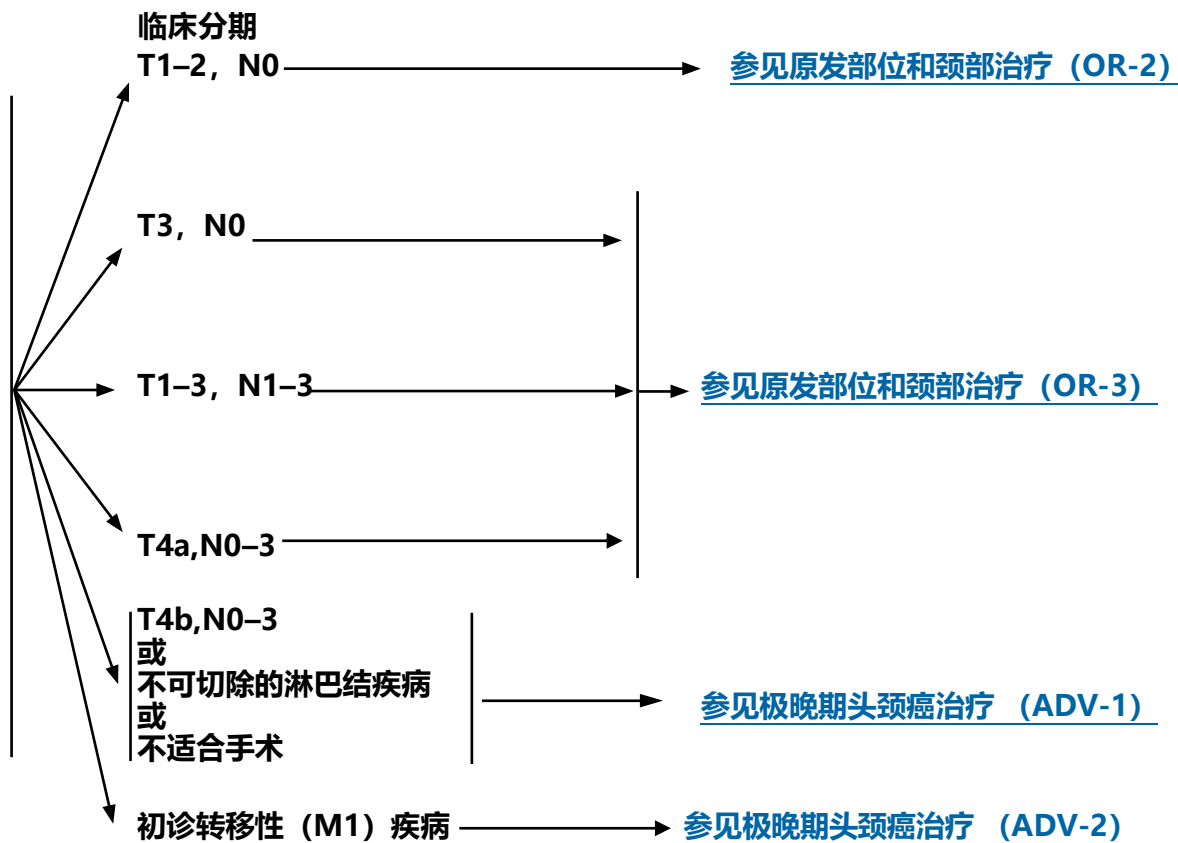 临床分期
T1–2，N0
参见原发部位和颈部治疗（OR-2）
T3，N0
T1–3，N1–3
参见原发部位和颈部治疗（OR-3）
T4a,N0–3
T4b,N0–3
或
不可切除的淋巴结疾病
或
不适合手术
参见极晚期头颈癌治疗 （ADV-1）
初诊转移性（M1）疾病
参见极晚期头颈癌治疗 （ADV-2）